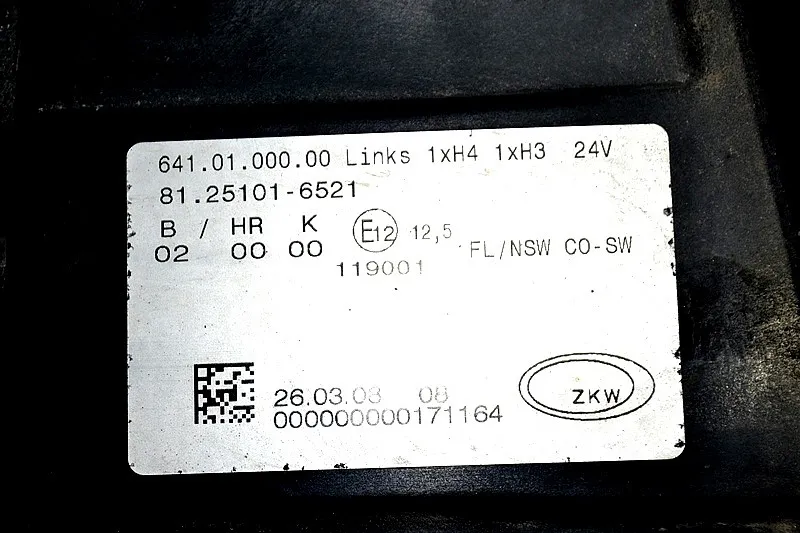 641.01.000.00 Links 1xH4 1xH3 24V
81.25101-6521
B / HR K E12 12,5
02 00 00 FL/NSW CO-SW
119001
26.03.03 08
000000000171164
ZKW